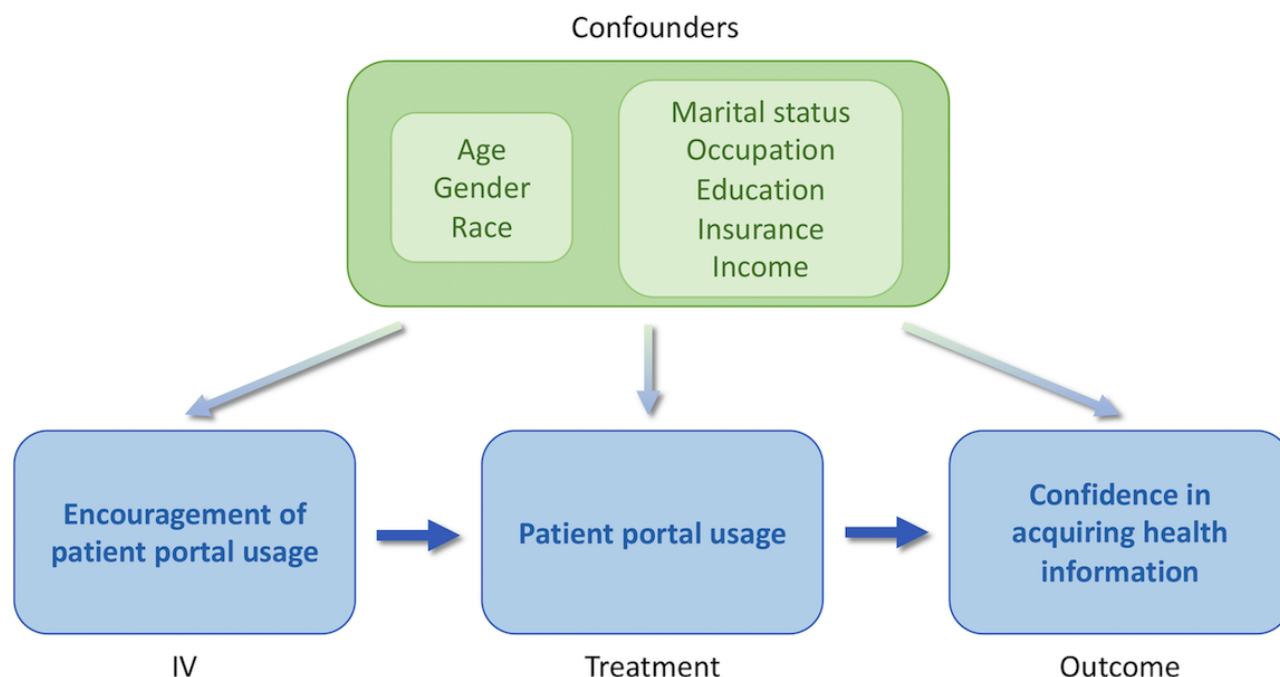 Confounders
Age
Gender
Race
Marital status
Occupation
Education
Insurance
Income
Encouragement of
patient portal usage
Patient portal usage
Confidence in
acquiring health
information
IV
Treatment
Outcome